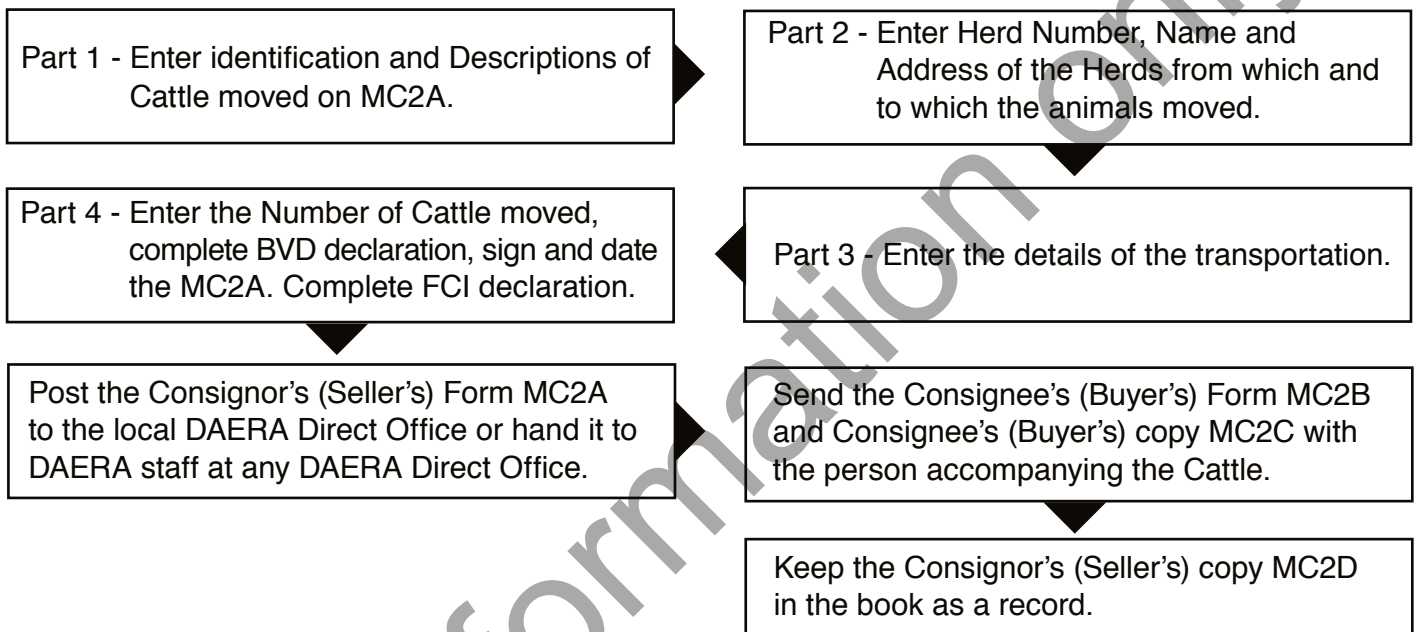 Part 1 - Enter identification and Descriptions of
Cattle moved on MC2A.
Part 2 - Enter Herd Number, Name and
Address of the Herds from which and
to which the animals moved.
Part 3 - Enter the details of the transportation.
Part 4 - Enter the Number of Cattle moved,
complete BVD declaration, sign and date
the MC2A. Complete FCI declaration.
Post the Consignor's (Seller's) Form MC2A
to the local DAERA Direct Office or hand it to
DAERA staff at any DAERA Direct Office.
Send the Consignee's (Buyer's) Form MC2B
and Consignee's (Buyer's) copy MC2C with
the person accompanying the Cattle.
Keep the Consignor's (Seller's) copy MC2D
in the book as a record.